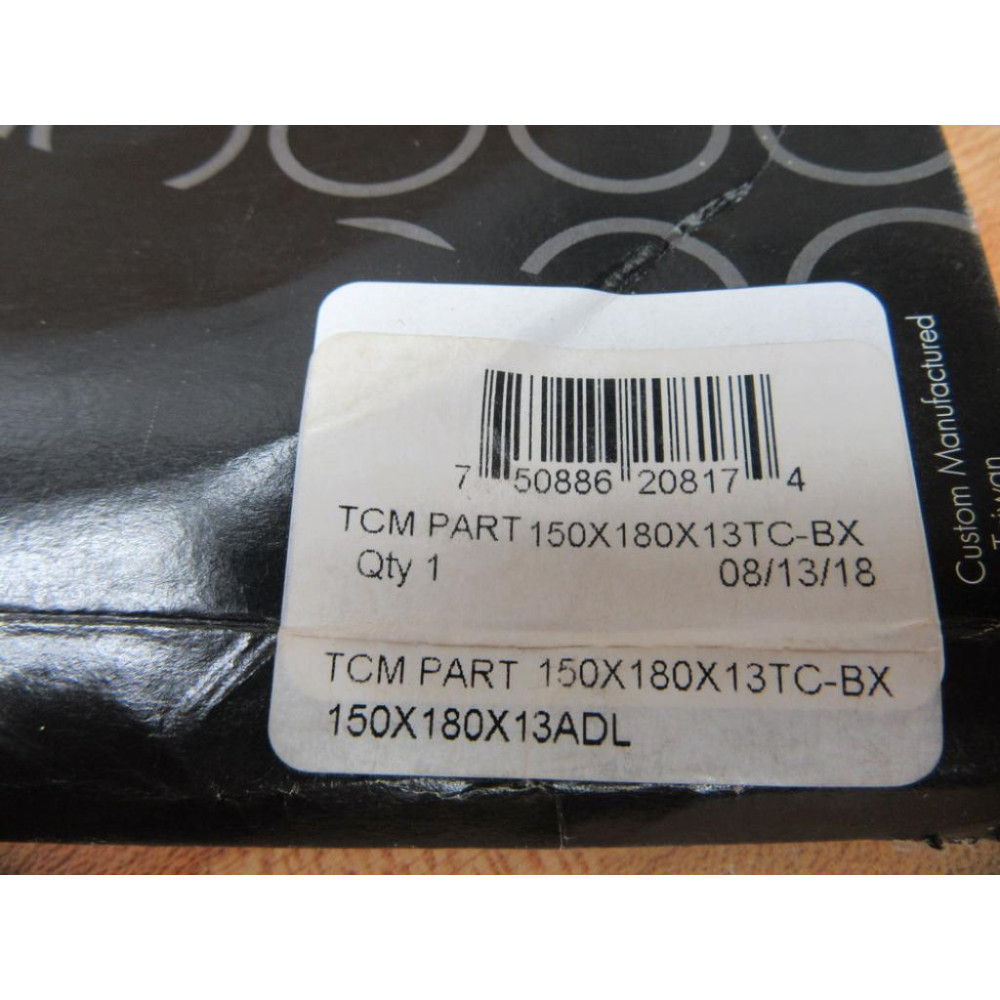 7 50886 20817 4
TCM PART 150X180X13TC-BX
Qty 1 08/13/18
TCM PART 150X180X13TC-BX
150X180X13ADL
Custom Manufactured
Taiwan